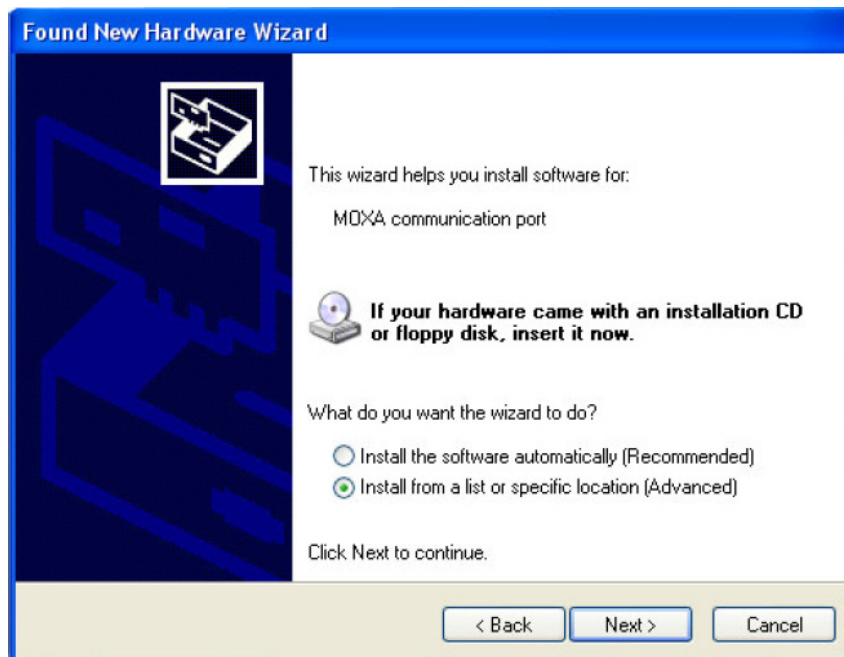 Found New Hardware Wizard
This wizard helps you install software for:
MOXA communication port
If your hardware came with an installation CD
or floppy disk, insert it now.
What do you want the wizard to do?
Install the software automatically (Recommended)
Install from a list or specific location (Advanced)
Click Next to continue.
< Back Next > Cancel